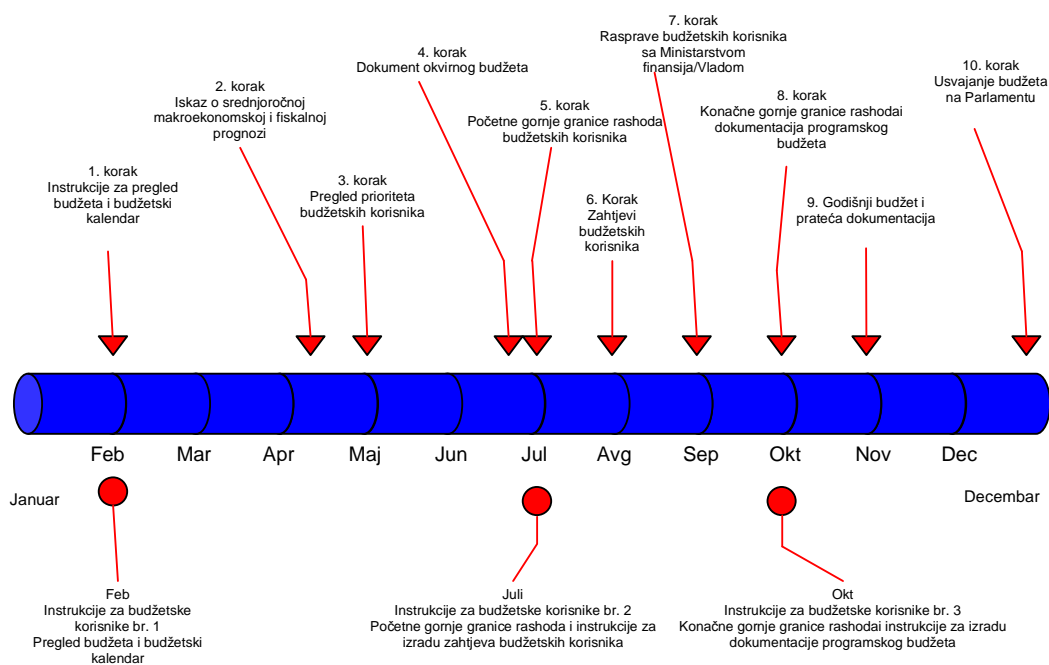 1. korak
Instrukcije za pregled
budžeta i budžetski
kalendar
2. korak
Iskaz o srednjoročnoj
makroekonomskoj i fiskalnoj
prognozi
3. korak
Pregled prioriteta
budžetskih korisnika
4. korak
Dokument okvirnog budžeta
5. korak
Početne gornje granice rashoda
budžetskih korisnika
6. Korak
Zahtjevi
budžetskih
korisnika
7. korak
Rasprave budžetskih korisnika
sa Ministarstvom
finansija/Vladom
8. korak
Konačne gornje granice rashodai
dokumentacija programskog
budžeta
9. Godišnji budžet i
prateća dokumentacija
10. korak
Usvajanje budžeta
na Parlamentu
Feb Mar Apr Maj Jun Jul Avg Sep Okt Nov Dec
Januar
Decembar
Feb
Instrukcije za budžetske
korisnike br. 1
Pregled budžeta i budžetski
kalendar
Juli
Instrukcije za budžetske korisnike br. 2
Početne gornje granice rashoda i instrukcije za
izradu zahtjeva budžetskih korisnika
Okt
Instrukcije za budžetske korisnike br. 3
Konačne gornje granice rashodai instrukcije za izradu
dokumentacije programskog budžeta